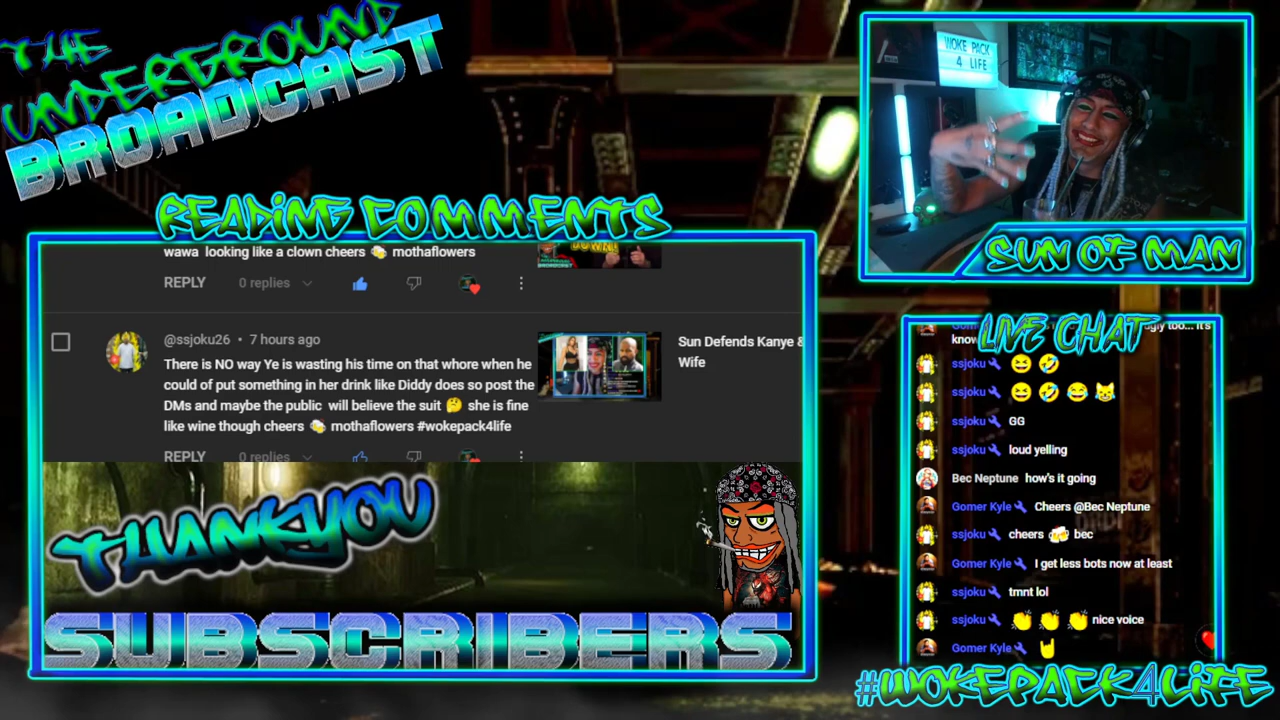 THE
UNDERGROUND
BROADCAST
WOKE PACK
4 LIFE
READING COMMENTS
wawa looking like a clown cheers 🍻 mothaflowers
REPLY 0 replies
@ssjoku26 • 7 hours ago
There is NO way Ye is wasting his time on that whore when he
could of put something in her drink like Diddy does so post the
DMs and maybe the public will believe the suit 🤔 she is fine
like wine though cheers 🍻 mothaflowers #wokepack4life
REPLY 0 replies
Sun Defends Kanye &
Wife
THANKYOU
SUBSCRIBERS
SUN OF MAN
LIVE CHAT
ssjoku 😆 🤣
ssjoku 😆 🤣 😂 😹
ssjoku GG
ssjoku loud yelling
Bec Neptune how's it going
Gomer Kyle Cheers @Bec Neptune
ssjoku cheers 🍻 bec
Gomer Kyle I get less bots now at least
ssjoku tmnt lol
ssjoku 👏 👏 👏 nice voice
Gomer Kyle 🤘
#WOKEPACK4LIFE